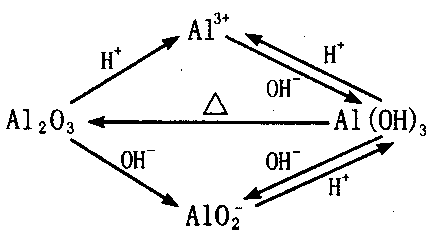 Al³⁺
H⁺ H⁺
OH⁻
Al₂O₃ △ Al(OH)₃
OH⁻ OH⁻
H⁺
AlO₂⁻